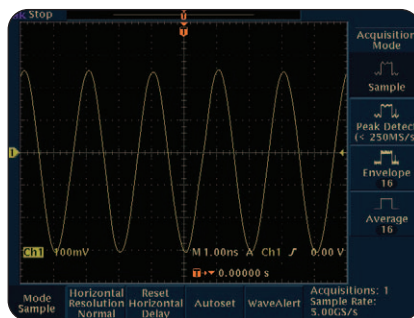 Stop
Acquisition
Mode
Sample
Peak Detect
(< 250MS/s)
Envelope
16
Average
16
Ch1 100mV M 1.00ns A Ch1 0.00 V
T 0.00000 s
Mode
Sample
Horizontal
Resolution
Normal
Reset
Horizontal
Delay
Autoset
WaveAlert
Acquisitions: 1
Sample Rate:
5.00GS/s